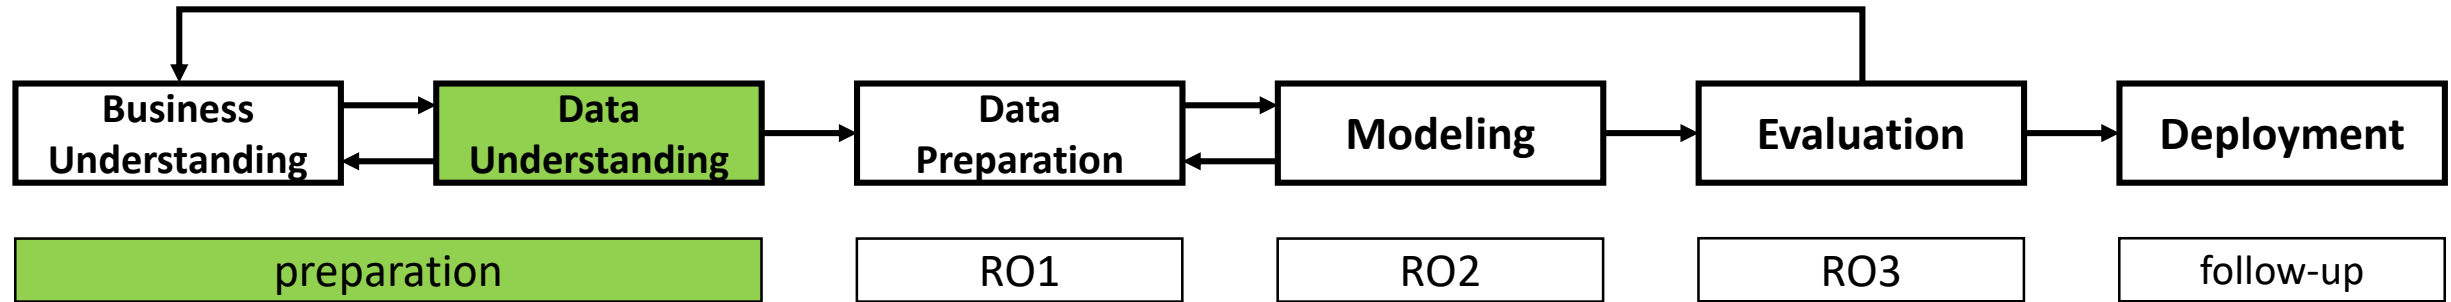 Business
Understanding
Data
Understanding
Data
Preparation
Modeling
Evaluation
Deployment
preparation
RO1
RO2
RO3
follow-up